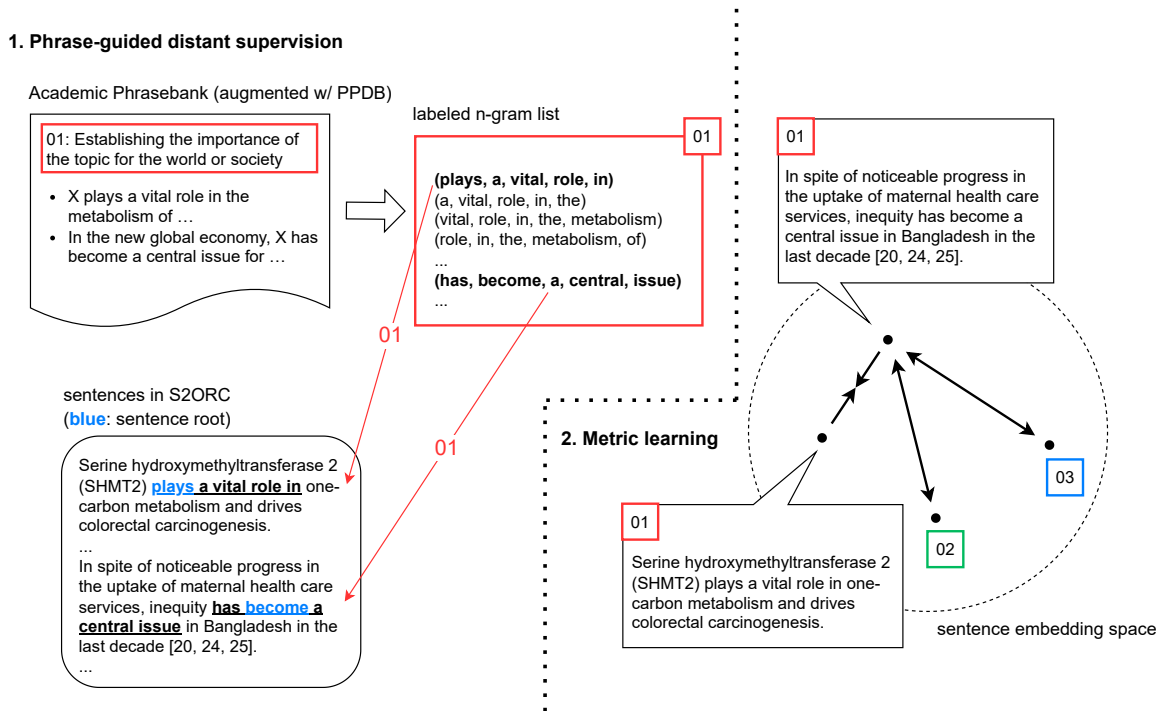 1. Phrase-guided distant supervision
Academic Phrasebank (augmented w/ PPDB)
01: Establishing the importance of
the topic for the world or society
• X plays a vital role in the
metabolism of …
• In the new global economy, X has
become a central issue for …
labeled n-gram list
01
(plays, a, vital, role, in)
(a, vital, role, in, the)
(vital, role, in, the, metabolism)
(role, in, the, metabolism, of)
...
(has, become, a, central, issue)
...
01
01
sentences in S2ORC
(blue: sentence root)
Serine hydroxymethyltransferase 2
(SHMT2) plays a vital role in one-
carbon metabolism and drives
colorectal carcinogenesis.
...
In spite of noticeable progress in
the uptake of maternal health care
services, inequity has become a
central issue in Bangladesh in the
last decade [20, 24, 25].
...
2. Metric learning
01
In spite of noticeable progress in
the uptake of maternal health care
services, inequity has become a
central issue in Bangladesh in the
last decade [20, 24, 25].
03
02
01
Serine hydroxymethyltransferase 2
(SHMT2) plays a vital role in one-
carbon metabolism and drives
colorectal carcinogenesis.
sentence embedding space